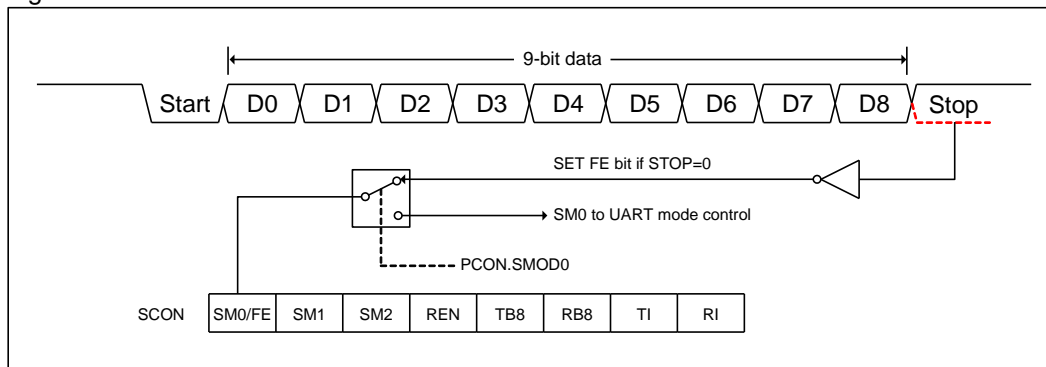 9-bit data
Start D0 D1 D2 D3 D4 D5 D6 D7 D8 Stop
SET FE bit if STOP=0
SM0 to UART mode control
PCON.SMOD0
SCON SM0/FE SM1 SM2 REN TB8 RB8 TI RI